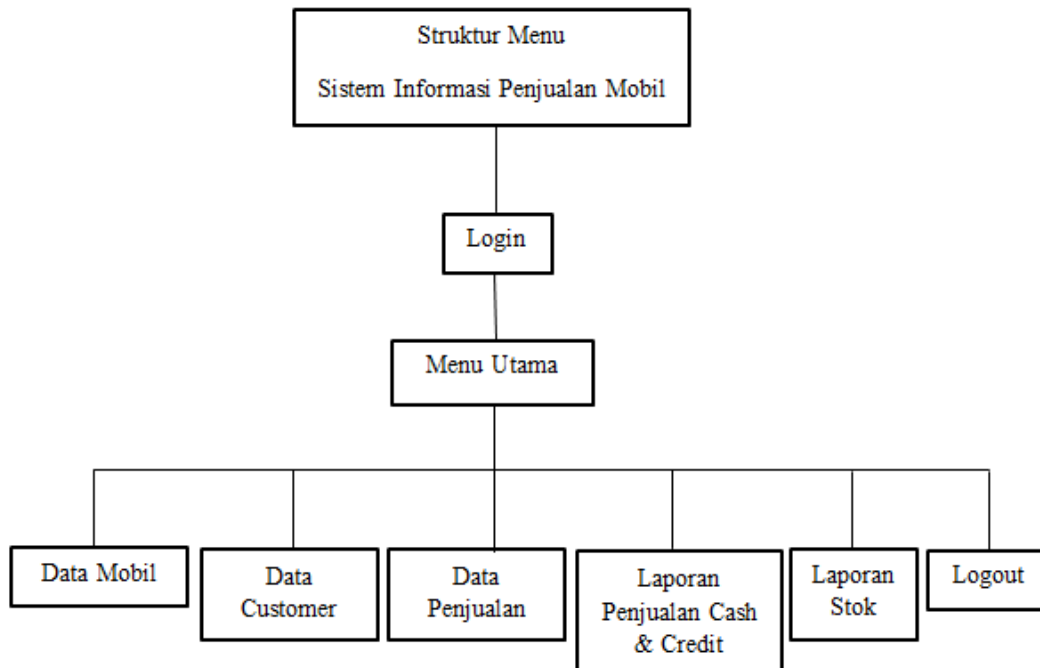 Struktur Menu
Sistem Informasi Penjualan Mobil
Login
Menu Utama
Data Mobil
Data
Customer
Data
Penjualan
Laporan
Penjualan Cash
& Credit
Laporan
Stok
Logout